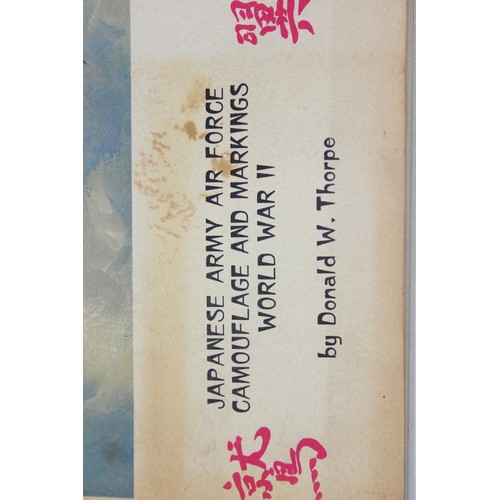 JAPANESE ARMY AIR FORCE
CAMOUFLAGE AND MARKINGS
WORLD WAR II
by Donald W. Thorpe